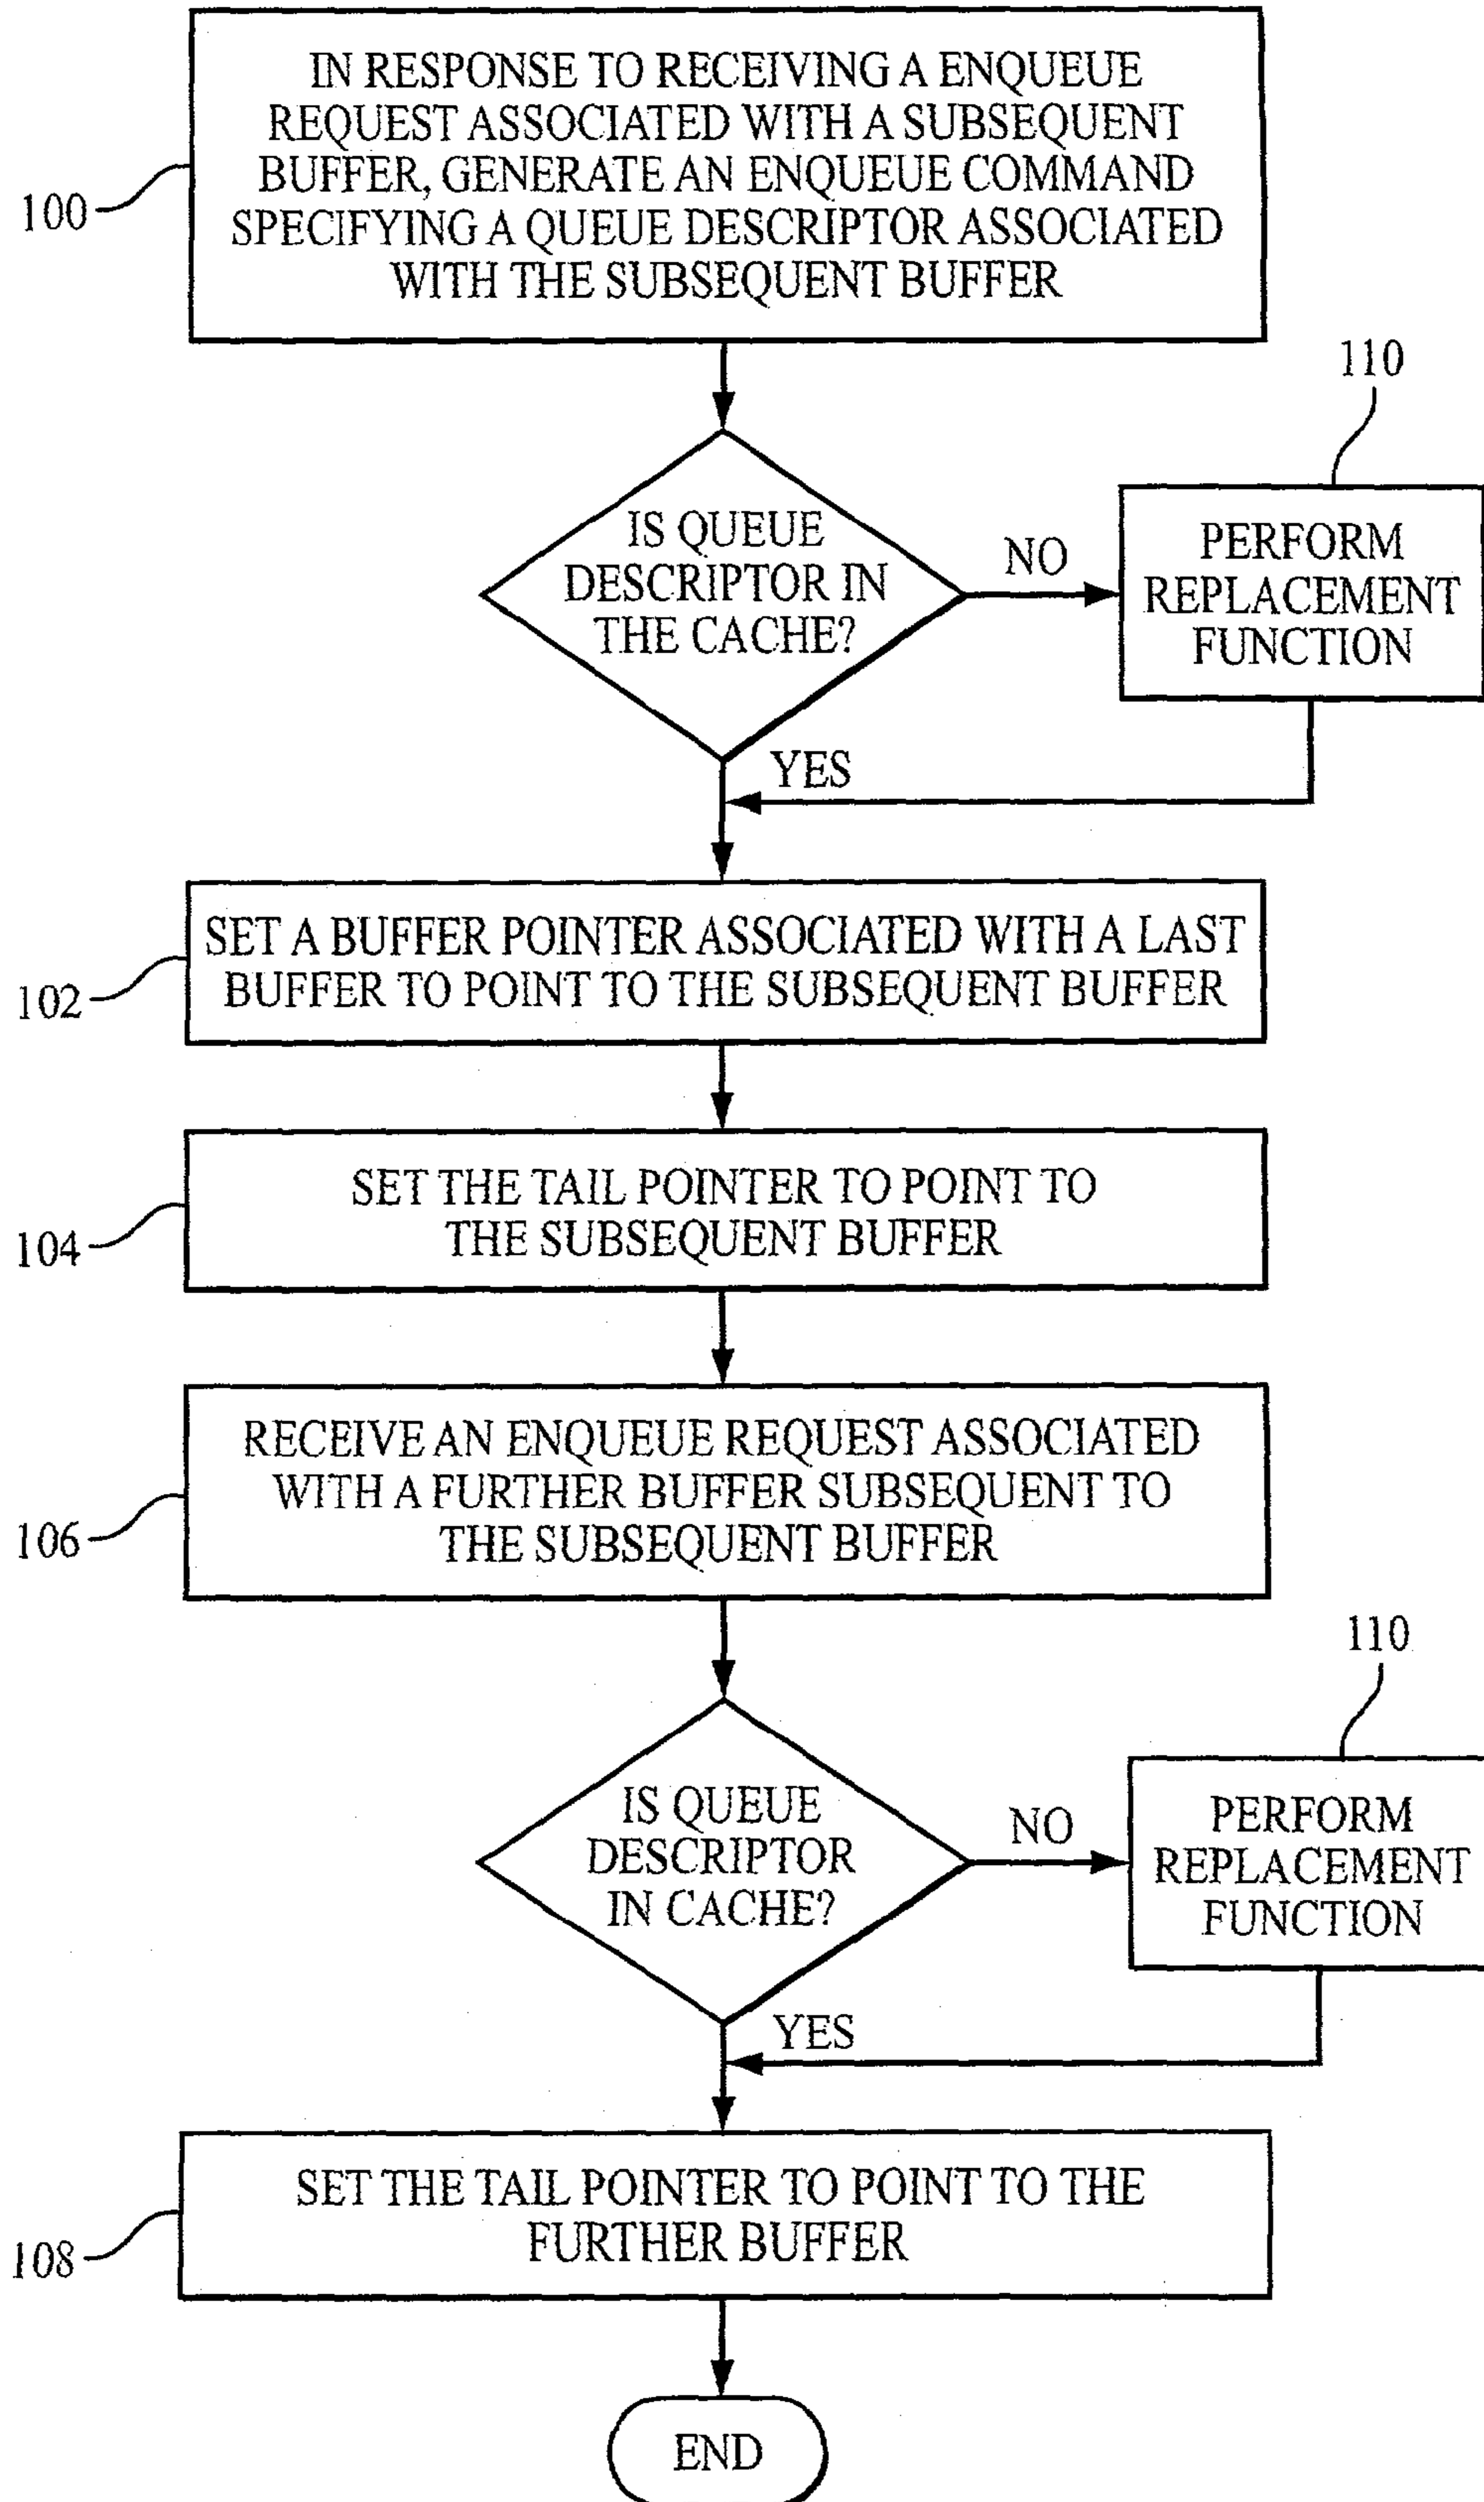 IN RESPONSE TO RECEIVING A ENQUEUE
REQUEST ASSOCIATED WITH A SUBSEQUENT
BUFFER, GENERATE AN ENQUEUE COMMAND
SPECIFYING A QUEUE DESCRIPTOR ASSOCIATED
WITH THE SUBSEQUENT BUFFER
100
110
IS QUEUE
DESCRIPTOR IN
THE CACHE?
NO
PERFORM
REPLACEMENT
FUNCTION
YES
SET A BUFFER POINTER ASSOCIATED WITH A LAST
BUFFER TO POINT TO THE SUBSEQUENT BUFFER
102
SET THE TAIL POINTER TO POINT TO
THE SUBSEQUENT BUFFER
104
RECEIVE AN ENQUEUE REQUEST ASSOCIATED
WITH A FURTHER BUFFER SUBSEQUENT TO
THE SUBSEQUENT BUFFER
106
110
IS QUEUE
DESCRIPTOR
IN CACHE?
NO
PERFORM
REPLACEMENT
FUNCTION
YES
SET THE TAIL POINTER TO POINT TO THE
FURTHER BUFFER
108
END